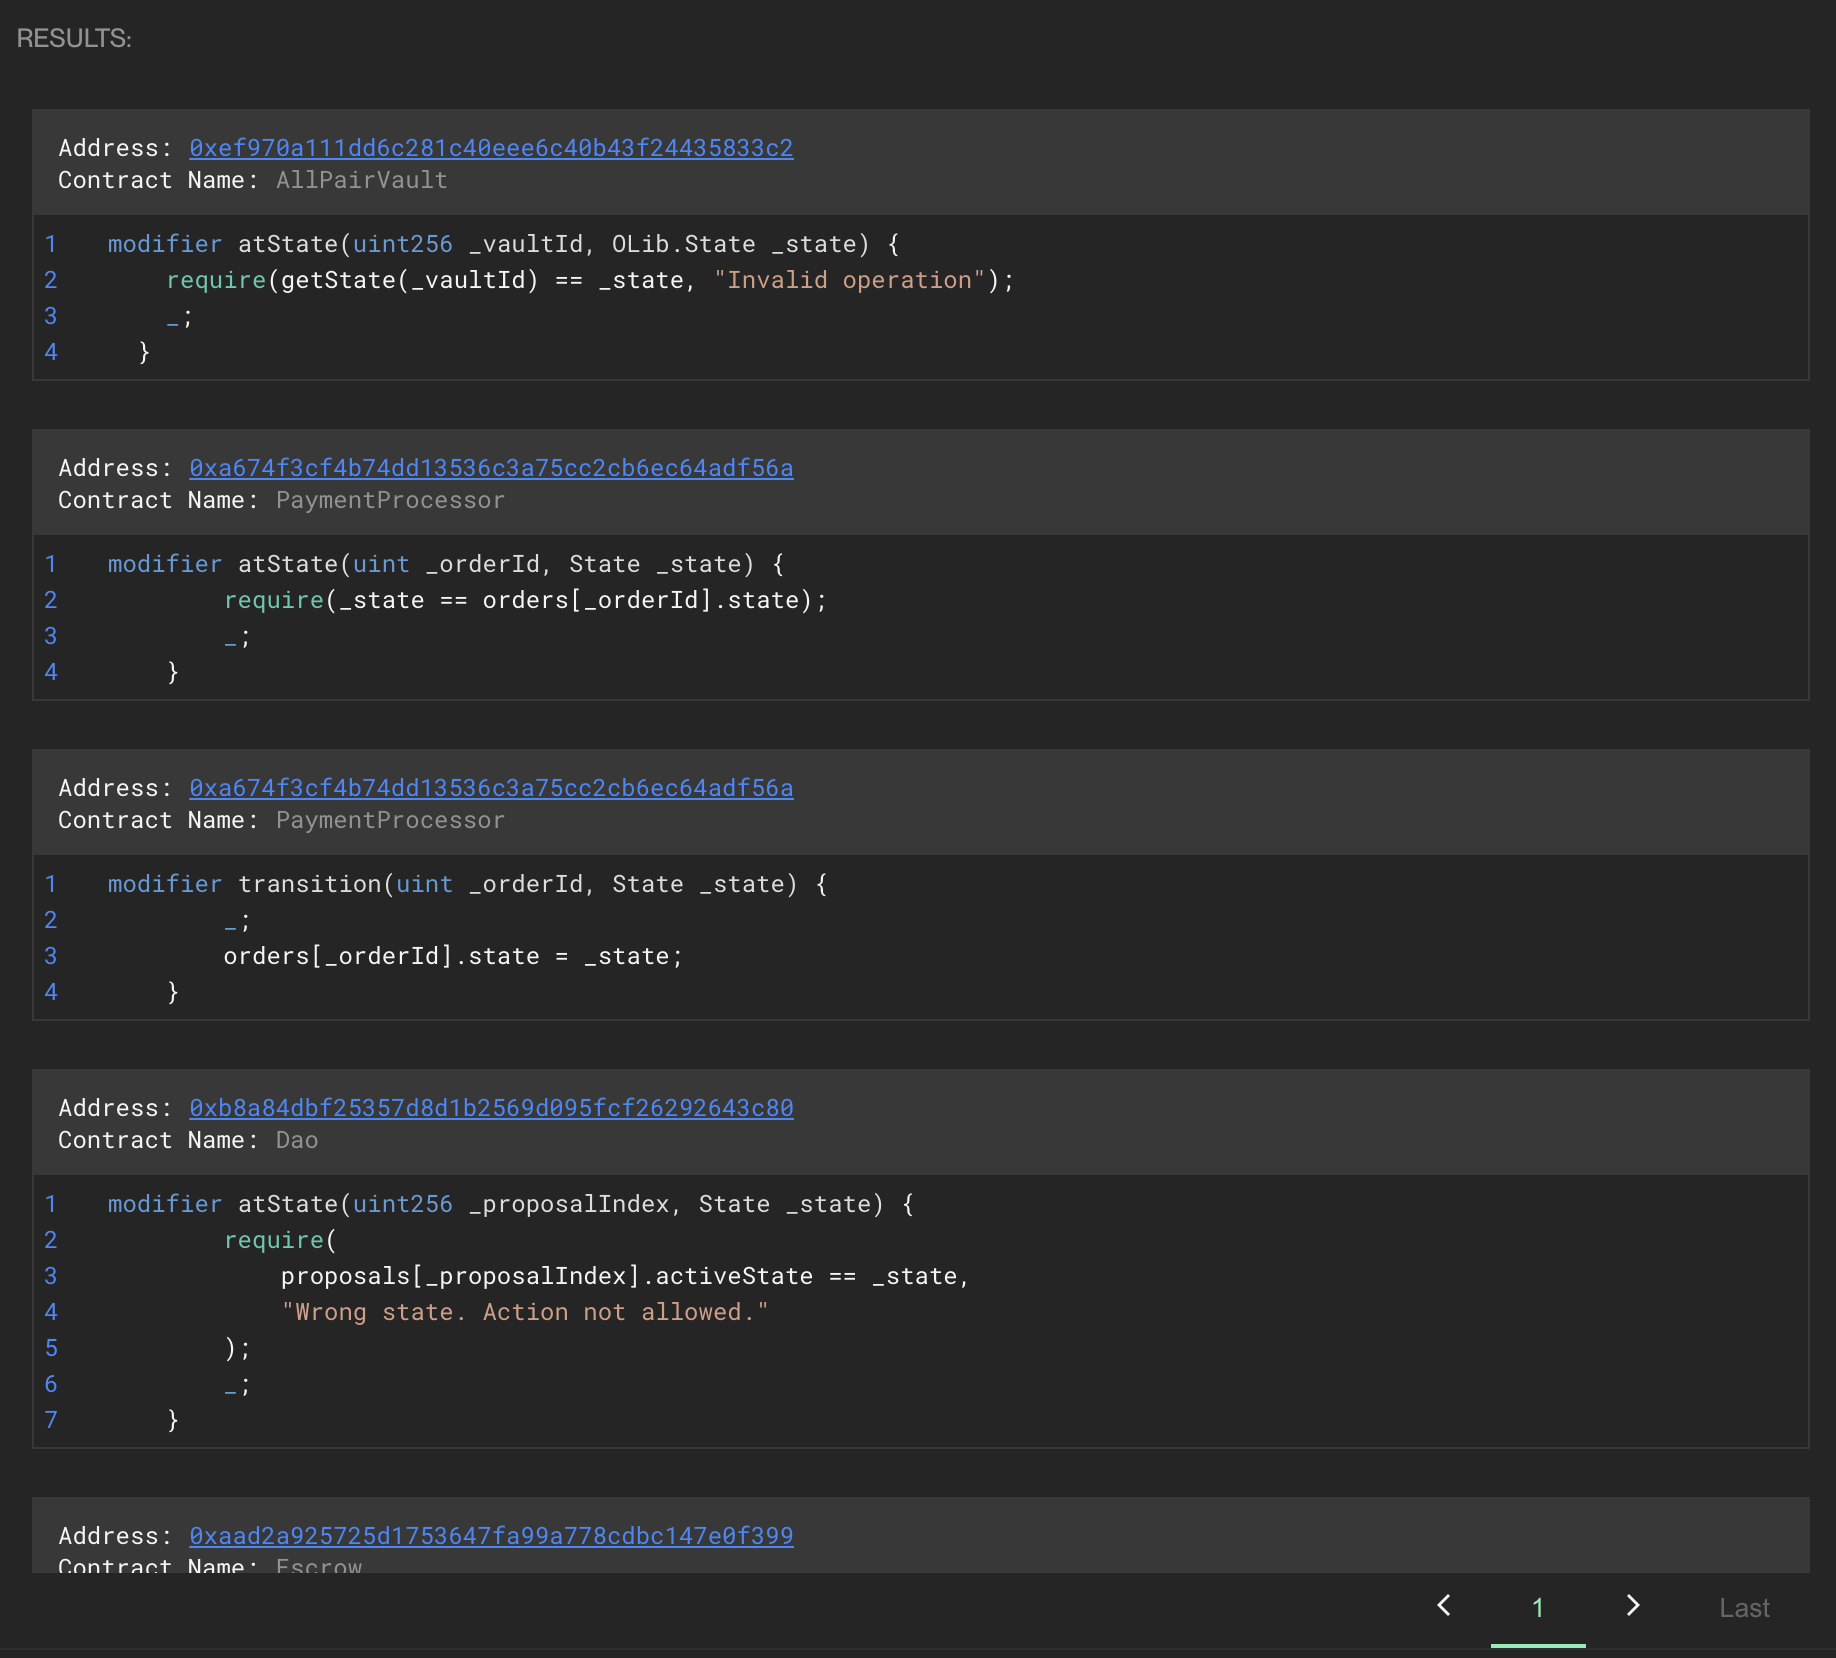 RESULTS:
Address: 0xef970a111dd6c281c40eee6c40b43f24435833c2
Contract Name: AllPairVault
1 modifier atState(uint256 _vaultId, OLib.State _state) {
2 require(getState(_vaultId) == _state, "Invalid operation");
3 _;
4 }
Address: 0xa674f3cf4b74dd13536c3a75cc2cb6ec64adf56a
Contract Name: PaymentProcessor
1 modifier atState(uint _orderId, State _state) {
2 require(_state == orders[_orderId].state);
3 _;
4 }
Address: 0xa674f3cf4b74dd13536c3a75cc2cb6ec64adf56a
Contract Name: PaymentProcessor
1 modifier transition(uint _orderId, State _state) {
2 _;
3 orders[_orderId].state = _state;
4 }
Address: 0xb8a84dbf25357d8d1b2569d095fcf26292643c80
Contract Name: Dao
1 modifier atState(uint256 _proposalIndex, State _state) {
2 require(
3 proposals[_proposalIndex].activeState == _state,
4 "Wrong state. Action not allowed."
5 );
6 _;
7 }
Address: 0xaad2a925725d1753647fa99a778cdbc147e0f399
Contract Name: Escrow
1 Last